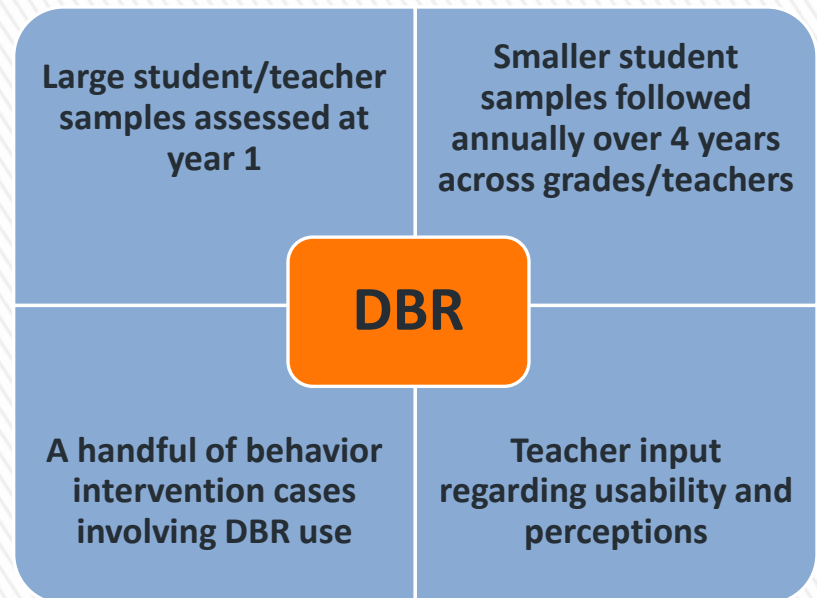 Large student/teacher
samples assessed at
year 1
Smaller student
samples followed
annually over 4 years
across grades/teachers
DBR
A handful of behavior
intervention cases
involving DBR use
Teacher input
regarding usability and
perceptions